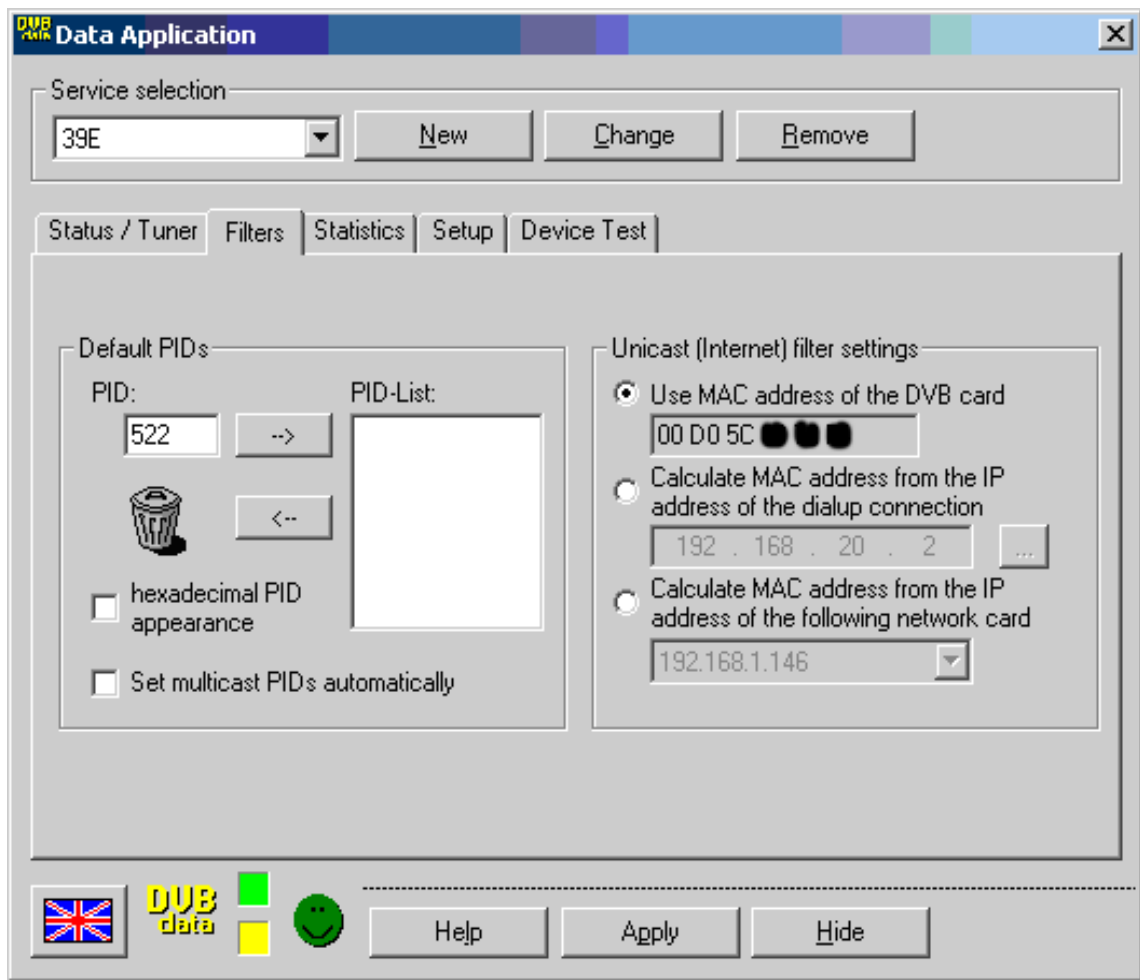 DVB data Data Application
Service selection
39E New Change Remove
Status / Tuner Filters Statistics Setup Device Test
Default PIDs
PID: PID-List:
522 -->
<--
hexadecimal PID
appearance
Set multicast PIDs automatically
Unicast (Internet) filter settings
Use MAC address of the DVB card
00 D0 5C
Calculate MAC address from the IP
address of the dialup connection
192 . 168 . 20 . 2 ...
Calculate MAC address from the IP
address of the following network card
192.168.1.146
DVB
data
Help Apply Hide